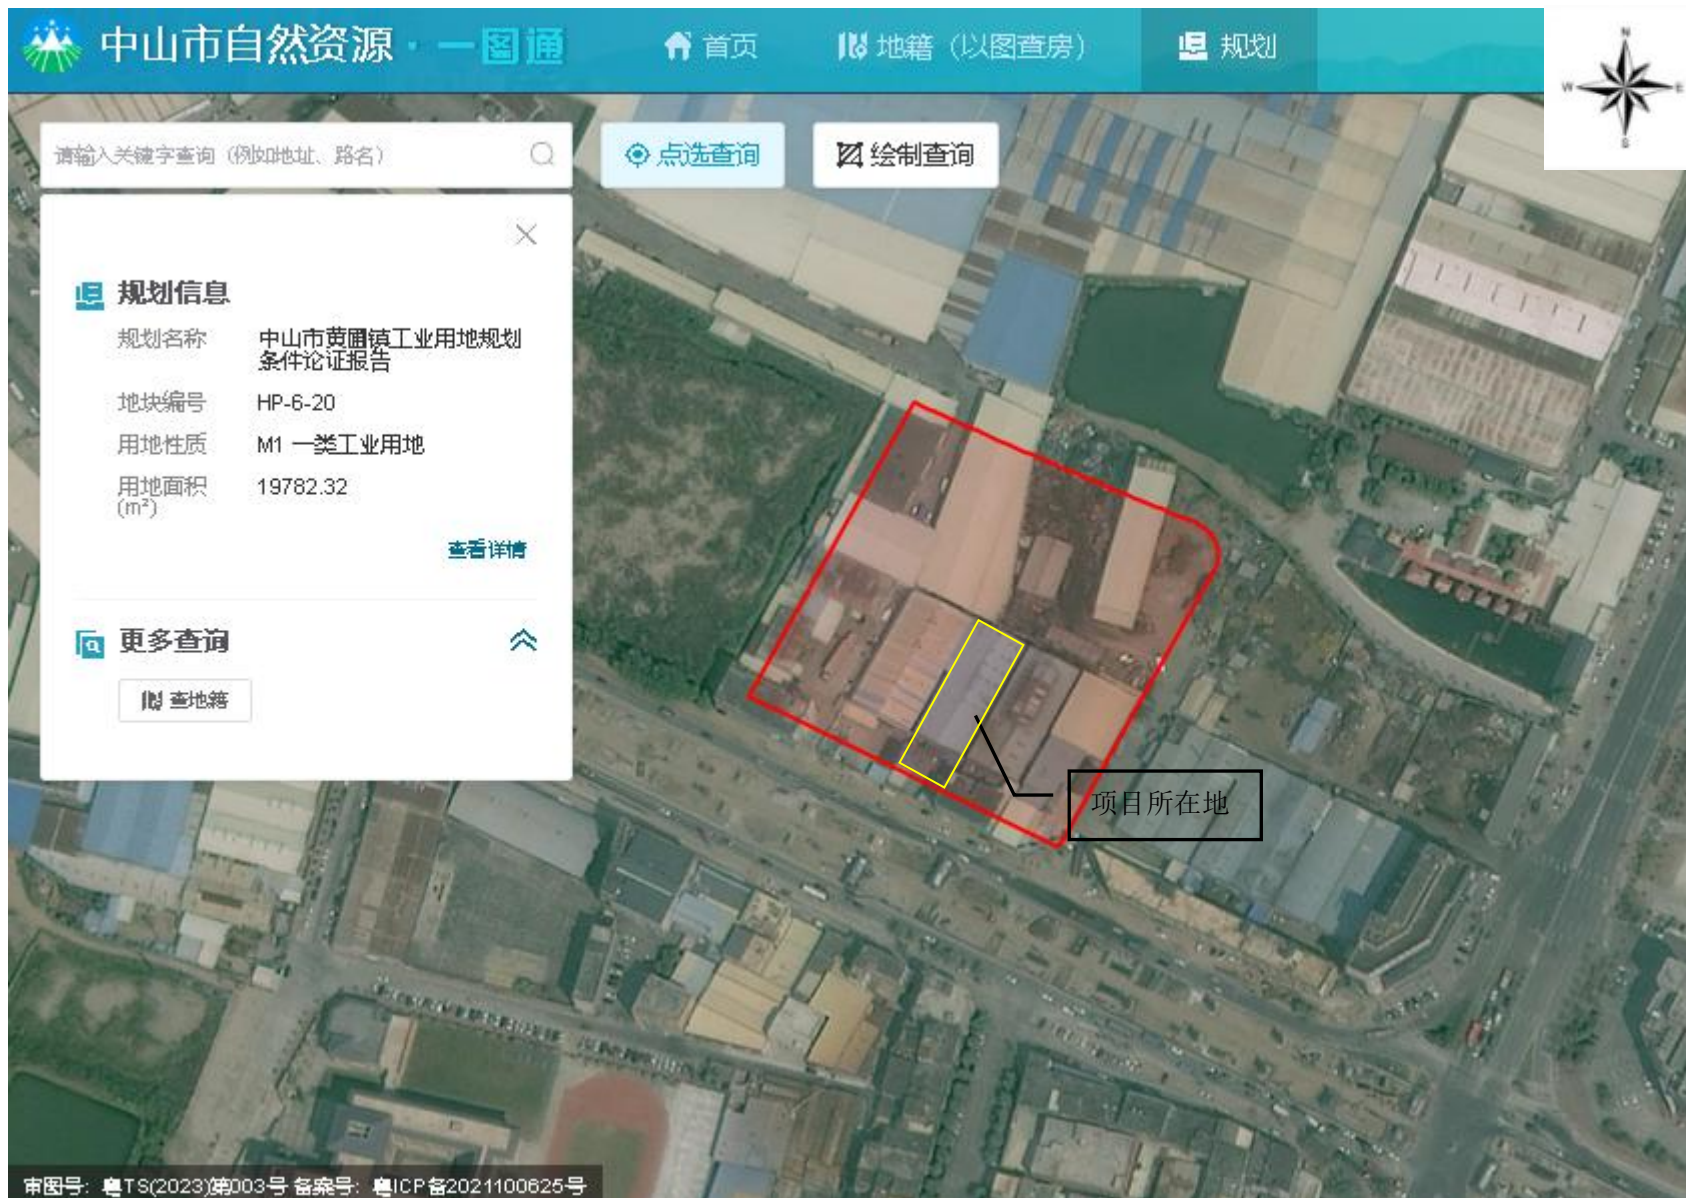 中山市自然资源·一图通
首页
地籍（以图查房）
规划
N
W
E
S
请输入关键字查询（例如地址、路名）
点选查询
绘制查询
规划信息
规划名称 中山市黄圃镇工业用地规划
条件论证报告
地块编号 HP-6-20
用地性质 M1 一类工业用地
用地面积 19782.32
(m²)
查看详情
更多查询
查地籍
项目所在地
审图号：粤TS(2023)第003号 备案号：粤ICP备2021100625号